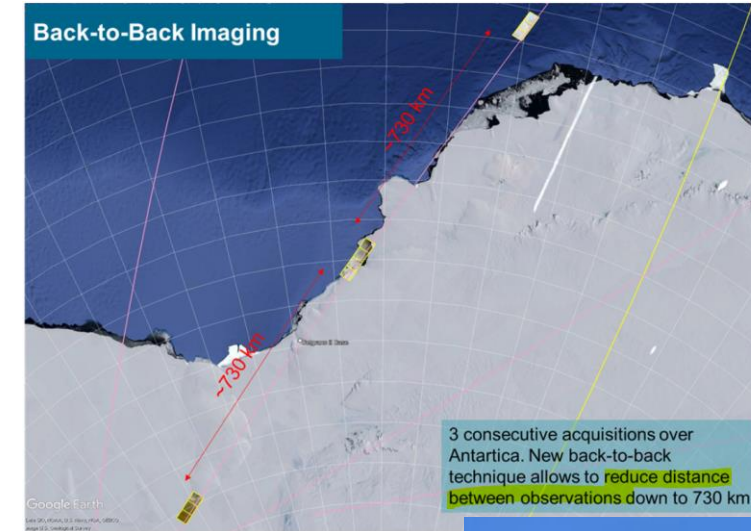 Back-to-Back Imaging
~730 km
~730 km
3 consecutive acquisitions over
Antartica. New back-to-back
technique allows to reduce distance
between observations down to 730 km
Google Earth